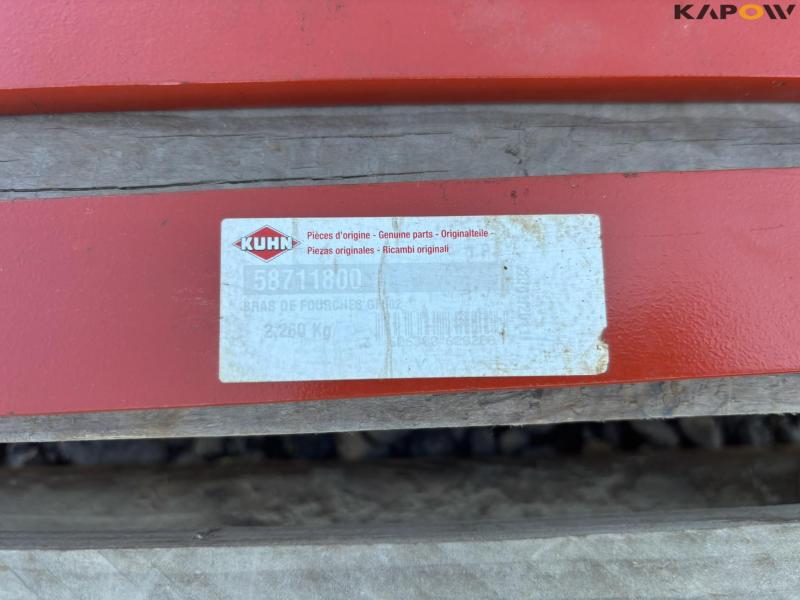 KAPOW
KUHN
Pièces d'origine - Genuine parts - Originalteile -
Piezas originales - Ricambi originali
58711800
BRAS DE FOURCHES
2,260 Kg